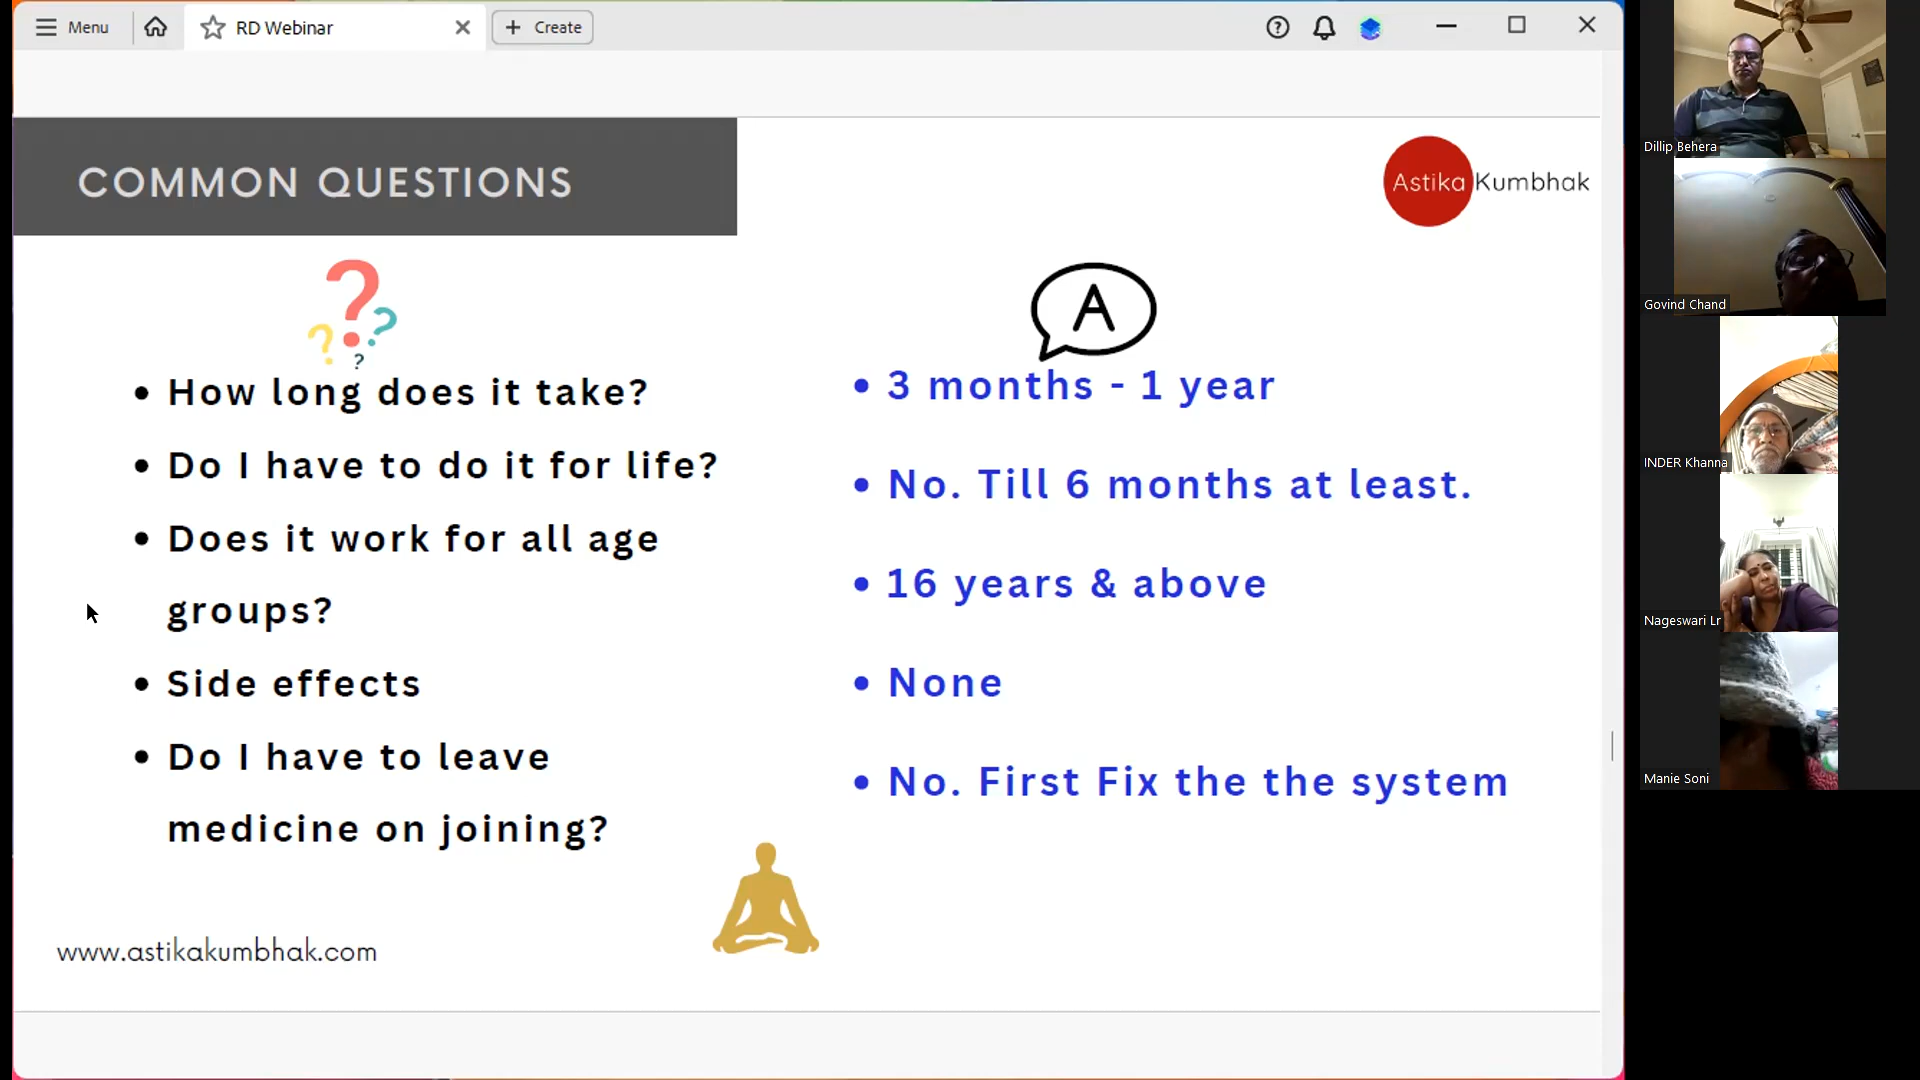 Menu
RD Webinar
Create
COMMON QUESTIONS
Astika Kumbhak
? ? ? ?
A
• How long does it take?
• Do I have to do it for life?
• Does it work for all age
groups?
• Side effects
• Do I have to leave
medicine on joining?
• 3 months - 1 year
• No. Till 6 months at least.
• 16 years & above
• None
• No. First Fix the the system
www.astikakumbhak.com
Dillip Behera
Govind Chand
INDER Khanna
Nageswari Lr
Manie Soni